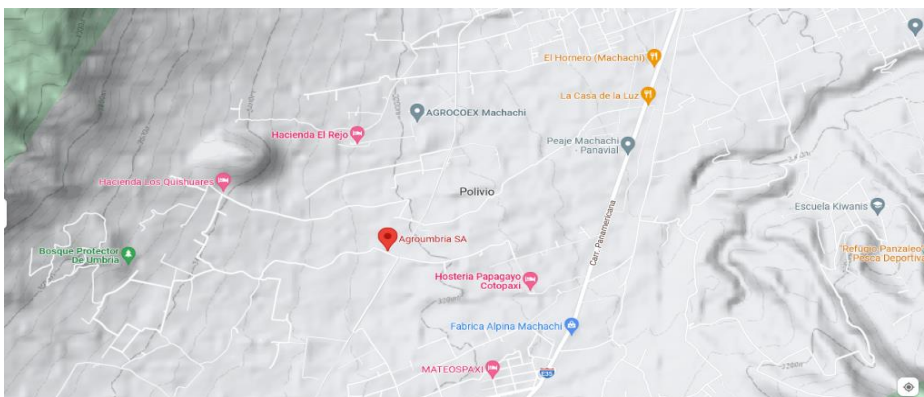 El Hornero (Machachi)
La Casa de la Luz
AGROCOEX Machachi
Hacienda El Rejo
Peaje Machachi
- Panavial
Hacienda Los Quishuares
Polivio
Escuela Kiwanis
Agroumbria SA
Carr. Panamericana
Bosque Protector
De Umbria
"Refugio Panzaleo"
Pesca Deportiva
Hosteria Papagayo
Cotopaxi
Fabrica Alpina Machachi
MATEOSPAXI
E35